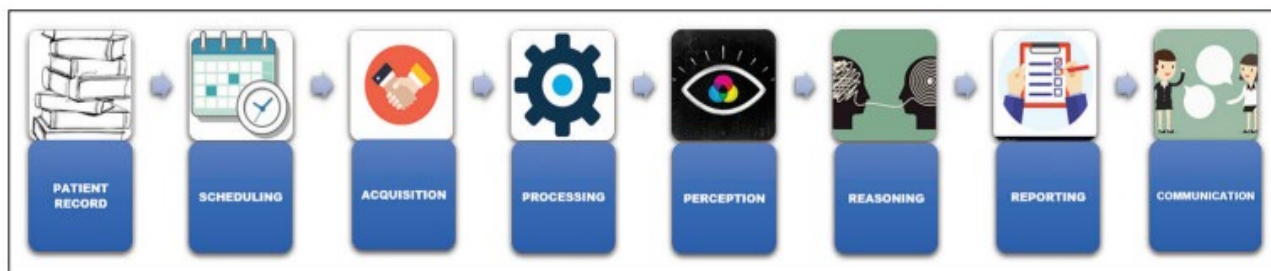 PATIENT
RECORD
SCHEDULING
ACQUISITION
PROCESSING
PERCEPTION
REASONING
REPORTING
COMMUNICATION